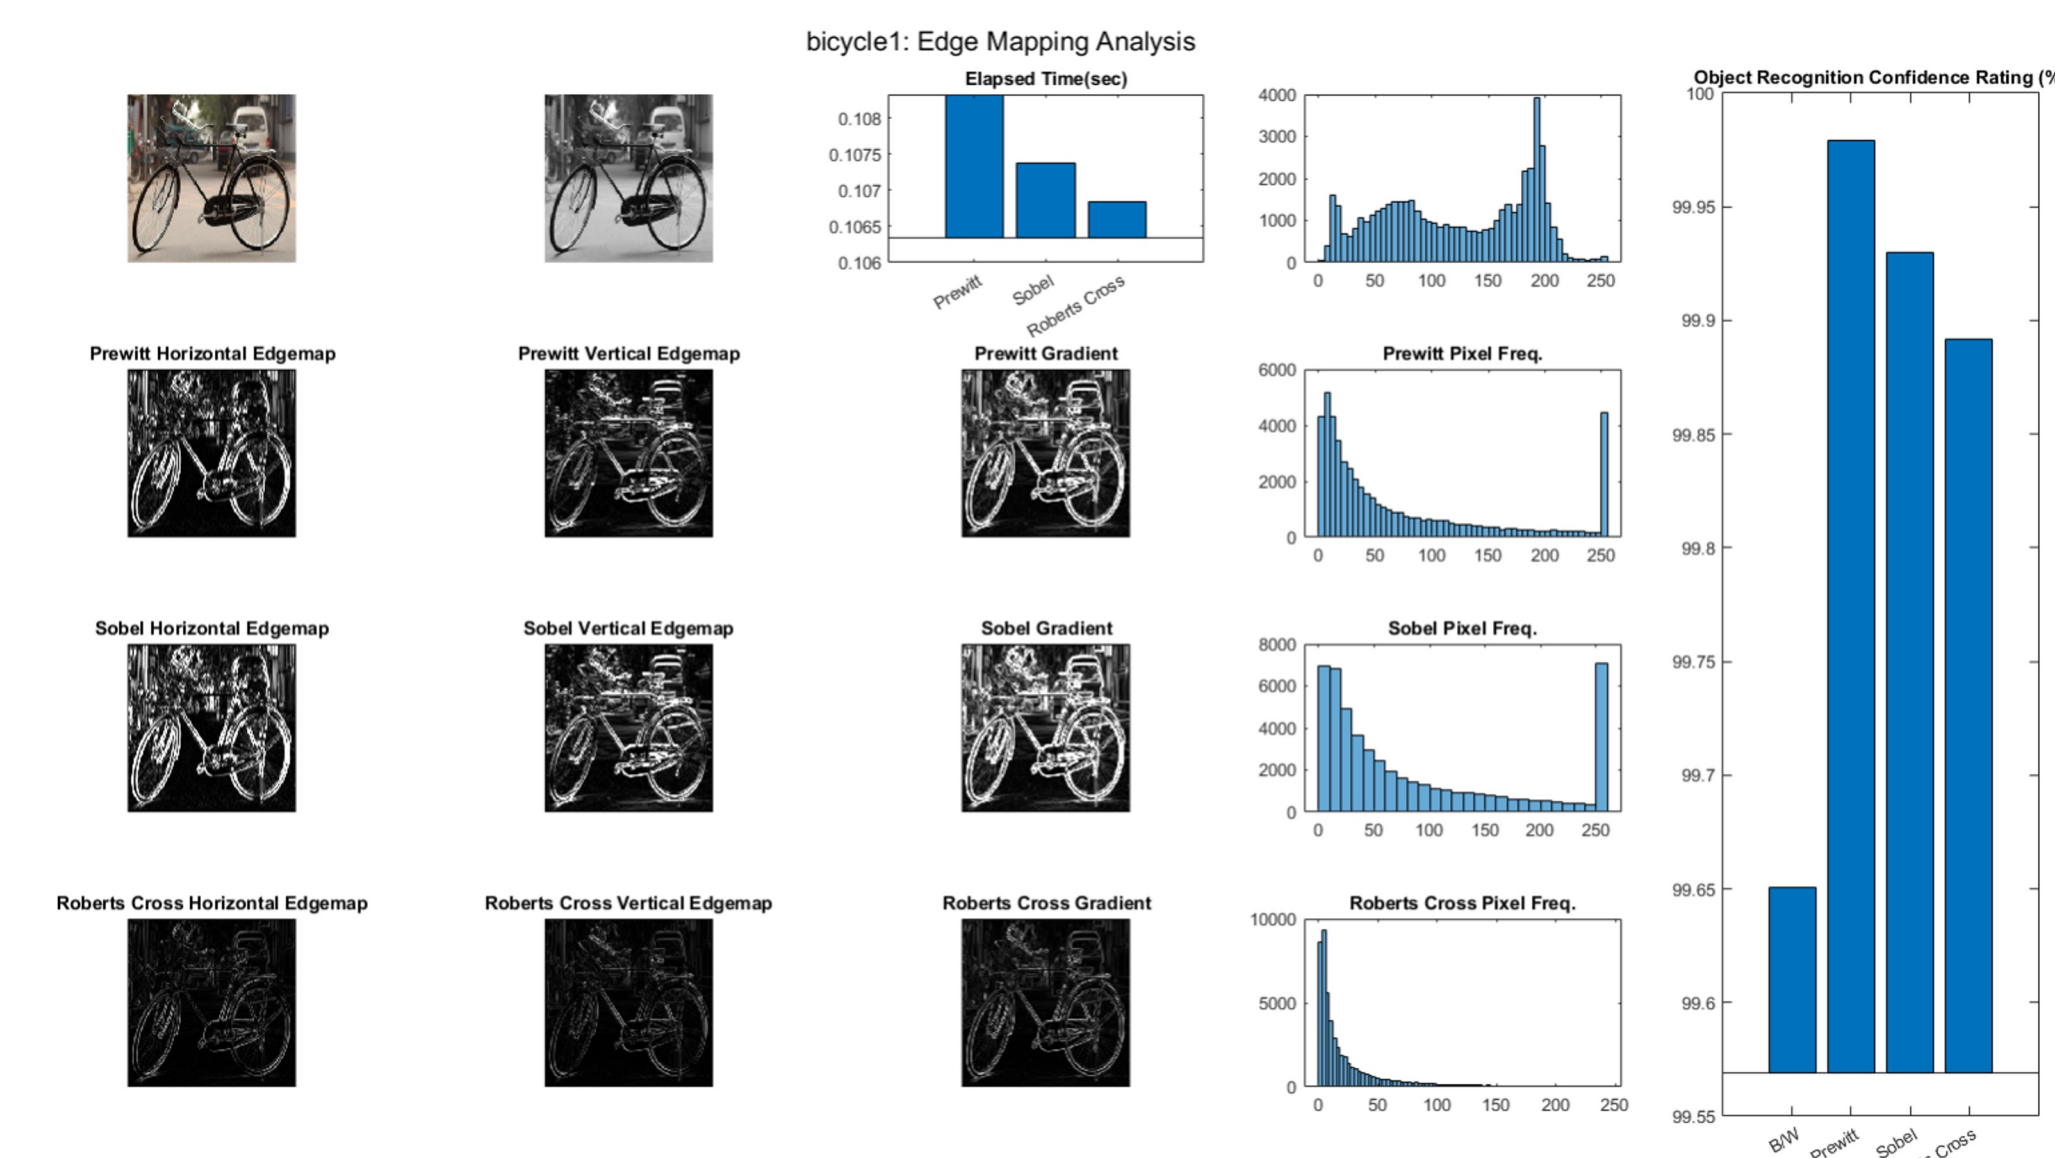 bicycle1: Edge Mapping Analysis
Elapsed Time(sec)
0.108
0.1075
0.107
0.1065
0.106
Prewitt
Sobel
Roberts Cross
4000
3000
2000
1000
0
0 50 100 150 200 250
Object Recognition Confidence Rating (%
100
99.95
99.9
99.85
99.8
99.75
99.7
99.65
99.6
99.55
B/W
Prewitt
Sobel
Cross
Prewitt Horizontal Edgemap
Prewitt Vertical Edgemap
Prewitt Gradient
Prewitt Pixel Freq.
6000
4000
2000
0
0 50 100 150 200 250
Sobel Horizontal Edgemap
Sobel Vertical Edgemap
Sobel Gradient
Sobel Pixel Freq.
8000
6000
4000
2000
0
0 50 100 150 200 250
Roberts Cross Horizontal Edgemap
Roberts Cross Vertical Edgemap
Roberts Cross Gradient
Roberts Cross Pixel Freq.
10000
5000
0
0 50 100 150 200 250